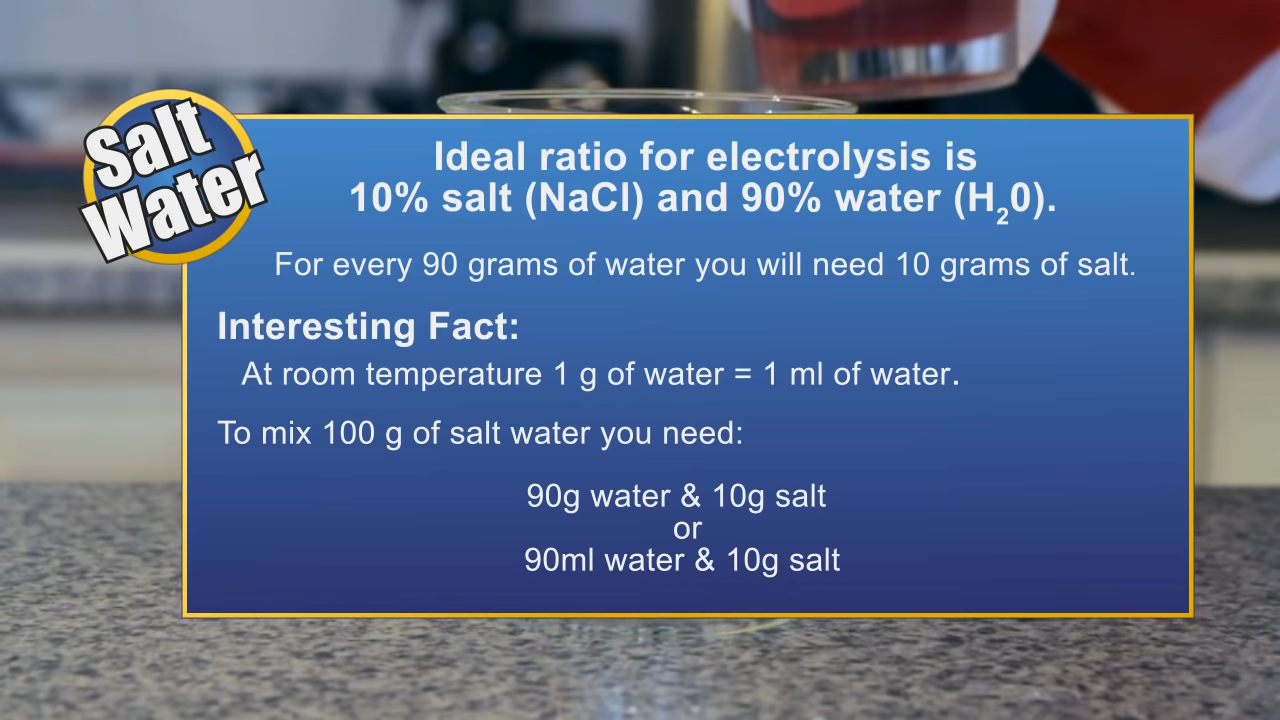 Salt
Water
Ideal ratio for electrolysis is
10% salt (NaCl) and 90% water (H₂0).
For every 90 grams of water you will need 10 grams of salt.
Interesting Fact:
At room temperature 1 g of water = 1 ml of water.
To mix 100 g of salt water you need:
90g water & 10g salt
or
90ml water & 10g salt